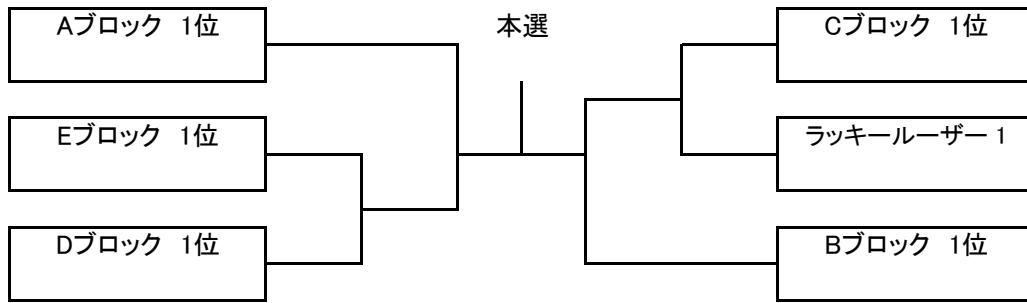 本選
Aブロック 1位
Eブロック 1位
Dブロック 1位
Cブロック 1位
ラッキールーザー 1
Bブロック 1位